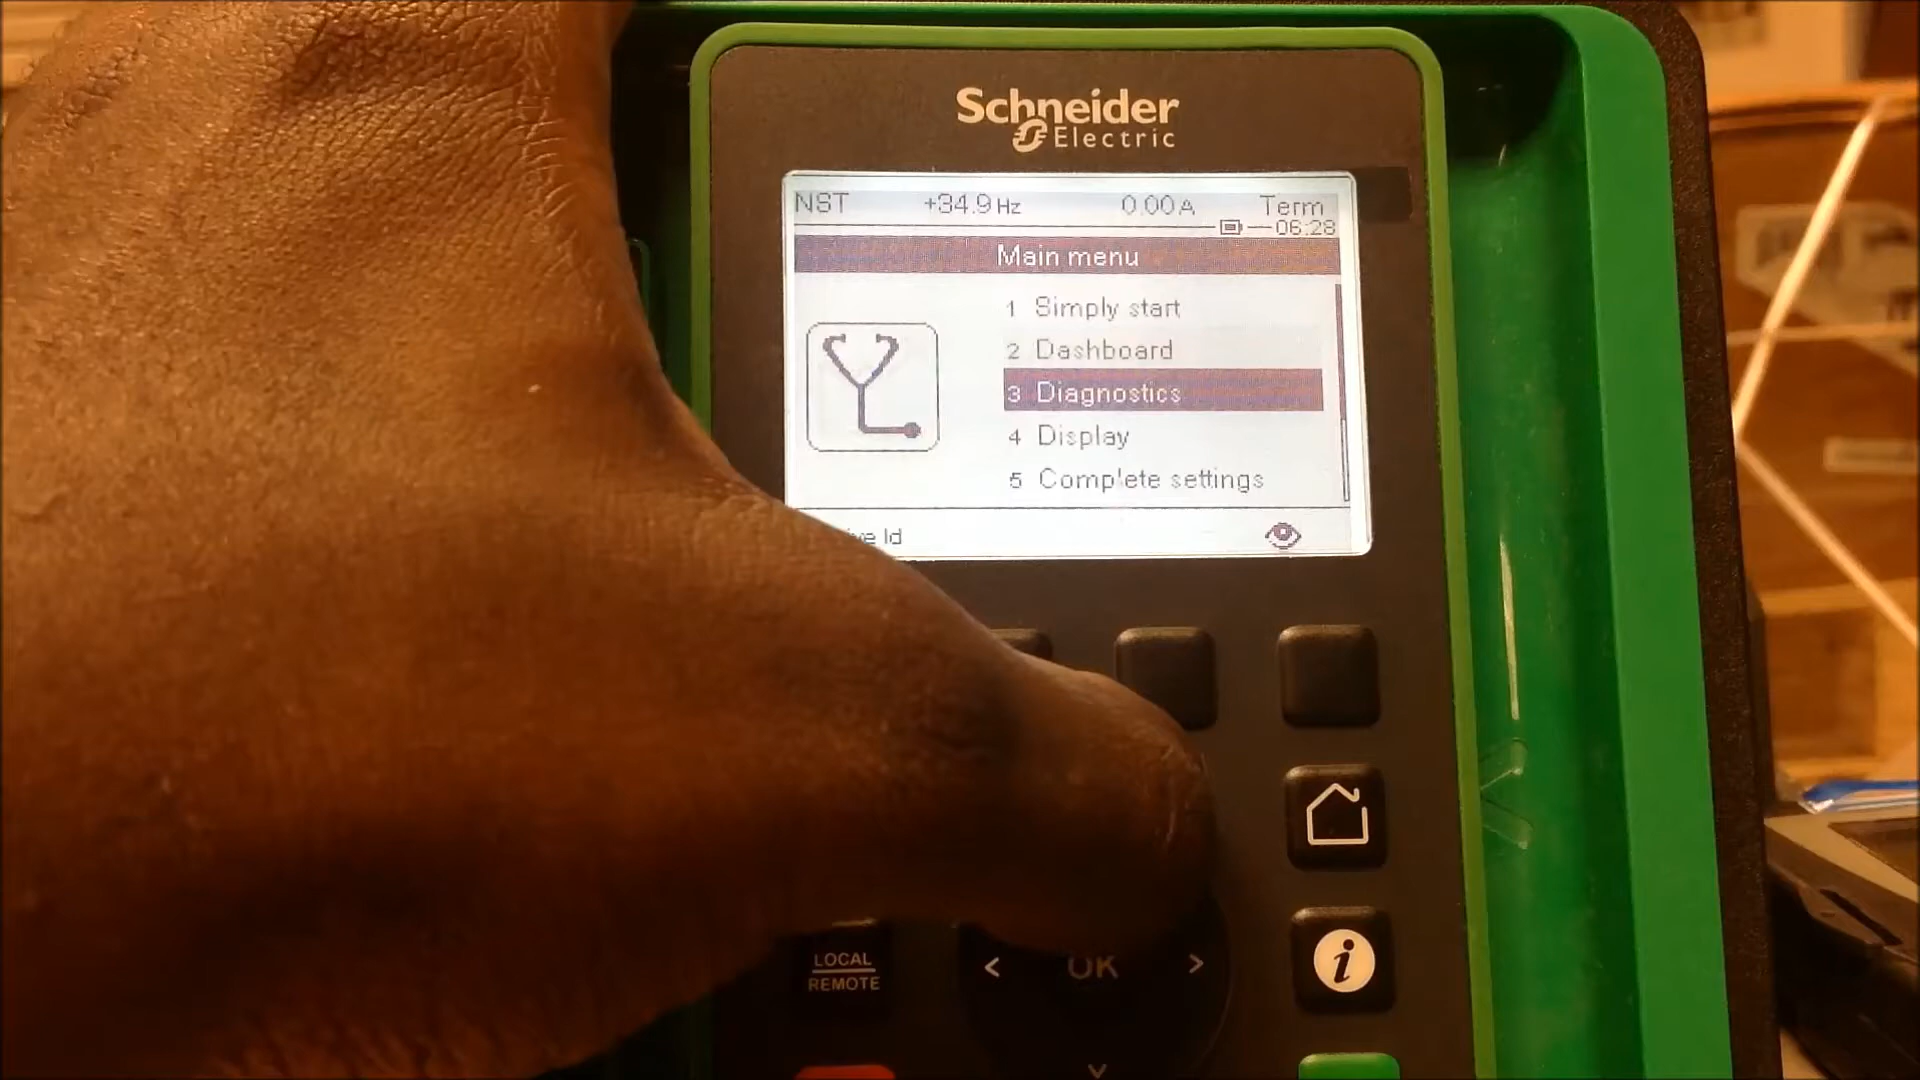 Schneider
Electric
NST +34.9 Hz 0.00 A Term
06:28
Main menu
1 Simply start
2 Dashboard
3 Diagnostics
4 Display
5 Complete settings
Id
LOCAL
REMOTE
< OK >
i